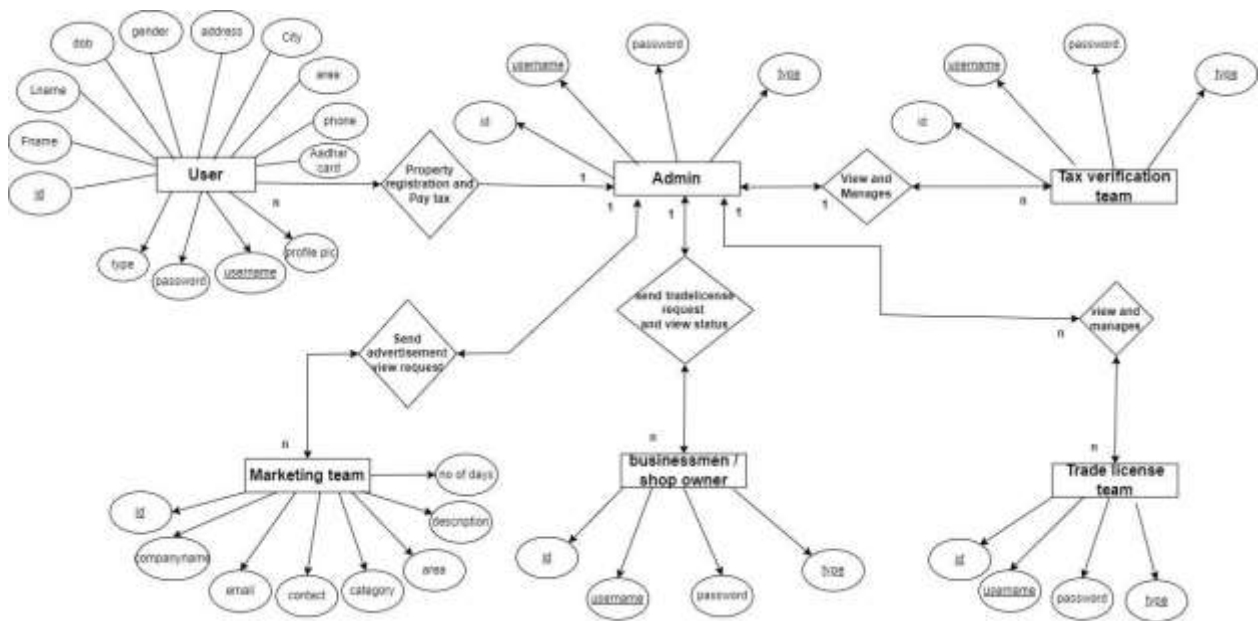 dob
gender
address
City
area
phone
Aadhar
card
Lname
Fname
id
User
n
type
password
username
profile pic
Property
registration and
Pay tax
1
username
password
type
id
Admin
1
1
1
View and
Manages
1
n
username
password
type
id
Tax verification
team
Send
advertisement
view request
send tradelicense
request
and view status
n
view and
manages
n
Marketing team
n
no of days
description
area
category
contact
email
companyname
id
n
businessmen /
shop owner
id
username
password
type
Trade license
team
id
username
password
type